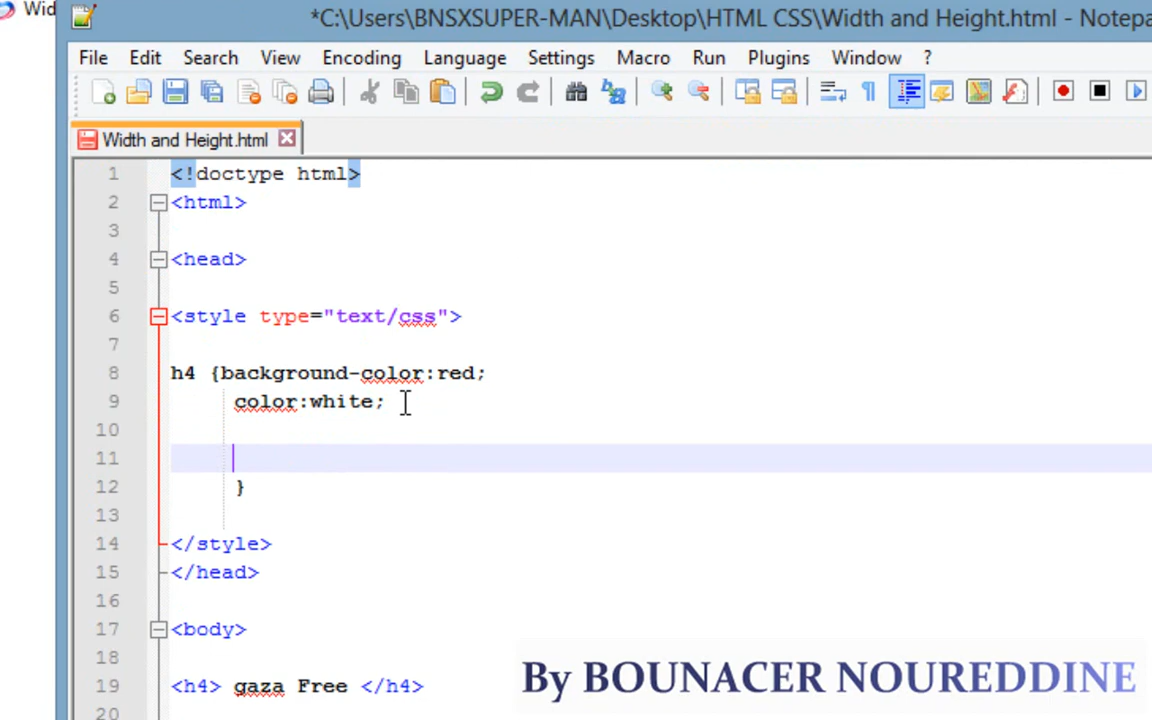 Wid
*C:\Users\BNSXSUPER-MAN\Desktop\HTML CSS\Width and Height.html - Notepa
File Edit Search View Encoding Language Settings Macro Run Plugins Window ?
Width and Height.html
1 <!doctype html>
2 <html>
3
4 <head>
5
6 <style type="text/css">
7
8 h4 {background-color:red;
9 color:white;
10
11
12 }
13
14 </style>
15 </head>
16
17 <body>
18
19 <h4> gaza Free </h4>
20
By BOUNACER NOUREDDINE